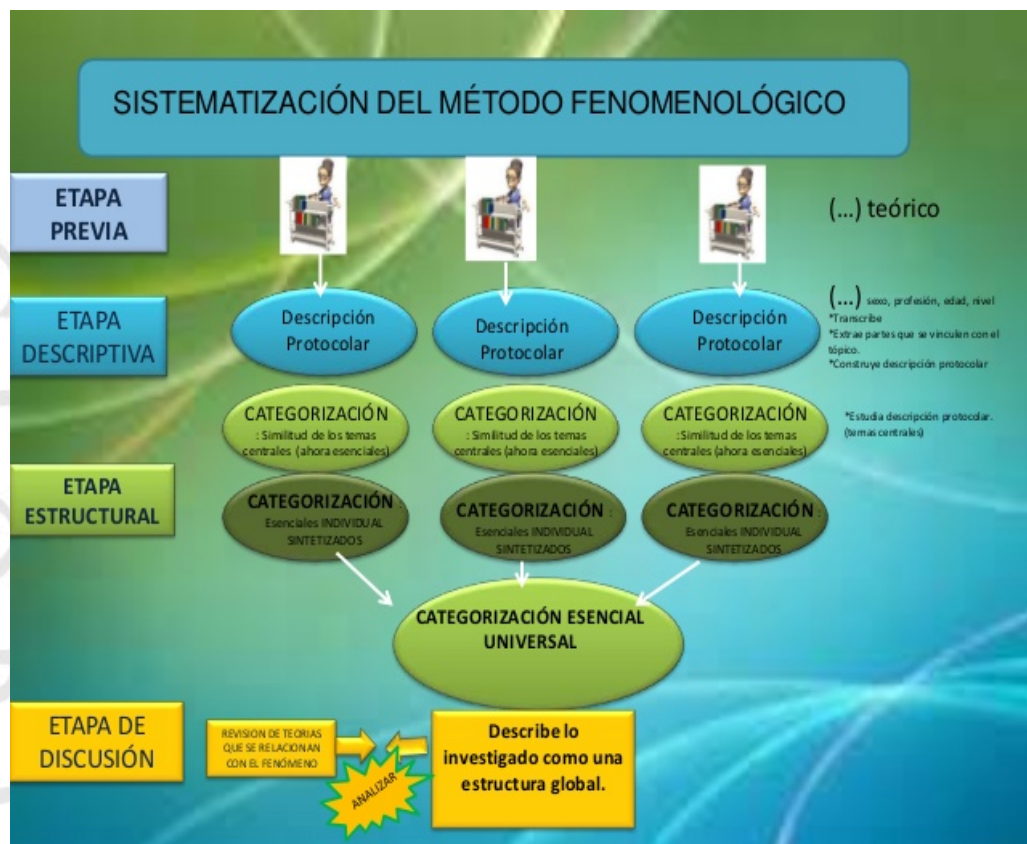 SISTEMATIZACIÓN DEL MÉTODO FENOMENOLÓGICO
ETAPA
PREVIA
(...) teórico
ETAPA
DESCRIPTIVA
Descripción
Protocolar
Descripción
Protocolar
Descripción
Protocolar
(...) sexo, profesión, edad, nivel
*Transcribe
*Extrae partes que se vinculen con el
tópico.
*Construye descripción protocolar
CATEGORIZACIÓN
: Similitud de los temas
centrales (ahora esenciales)
CATEGORIZACIÓN
: Similitud de los temas
centrales (ahora esenciales)
CATEGORIZACIÓN
: Similitud de los temas
centrales (ahora esenciales)
*Estudia descripción protocolar.
(temas centrales)
ETAPA
ESTRUCTURAL
CATEGORIZACIÓN :
Esenciales INDIVIDUAL
SINTETIZADOS
CATEGORIZACIÓN :
Esenciales INDIVIDUAL
SINTETIZADOS
CATEGORIZACIÓN :
Esenciales INDIVIDUAL
SINTETIZADOS
CATEGORIZACIÓN ESENCIAL
UNIVERSAL
ETAPA DE
DISCUSIÓN
REVISION DE TEORIAS
QUE SE RELACIONAN
CON EL FENÓMENO
ANALIZAR
Describe lo
investigado como una
estructura global.